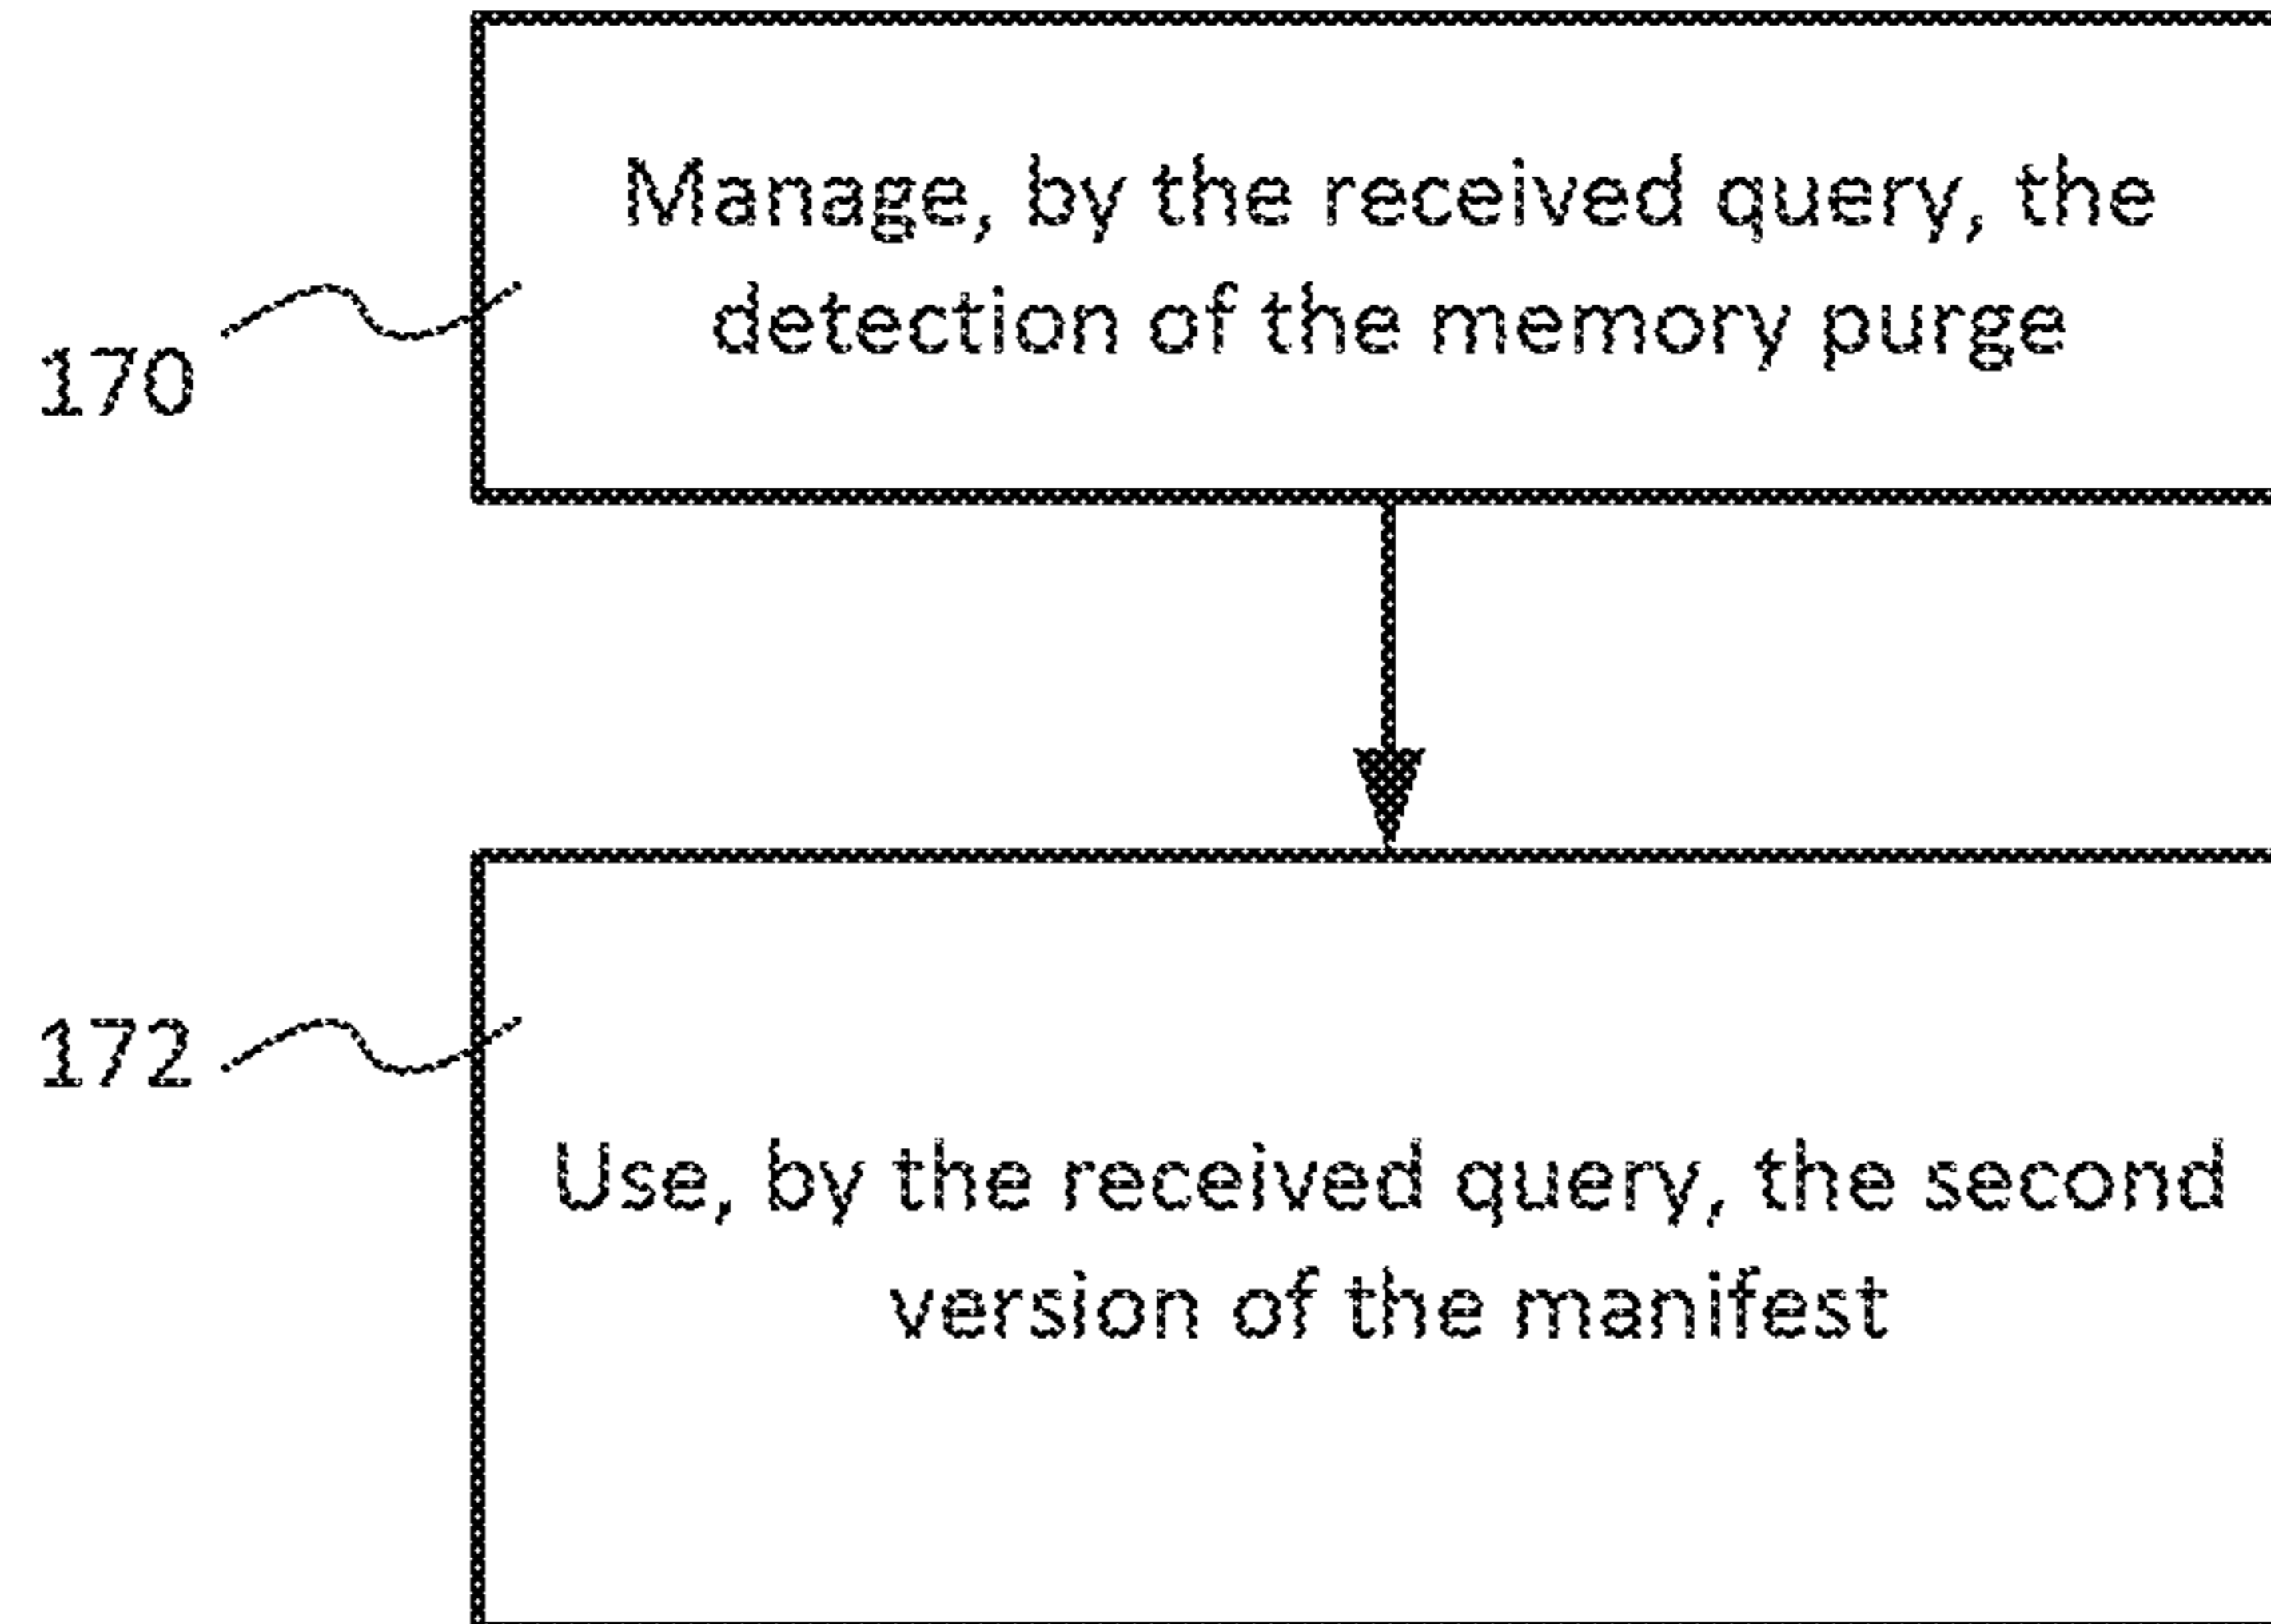 Manage, by the received query, the
detection of the memory purge
170
172
Use, by the received query, the second
version of the manifest